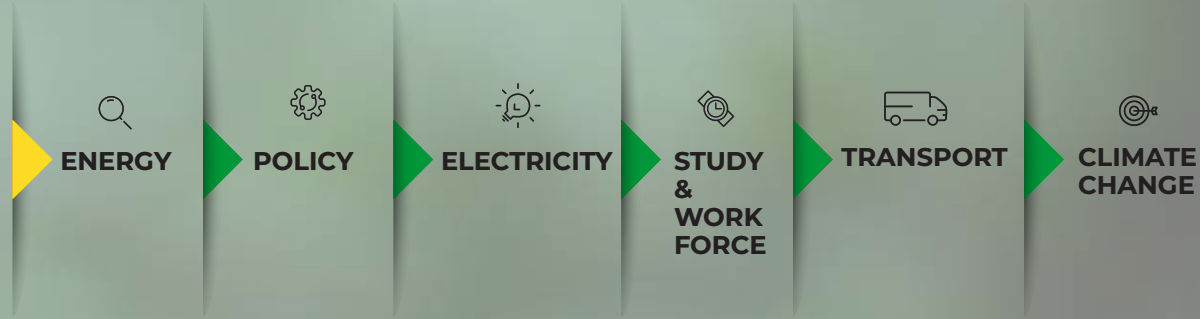 ENERGY
POLICY
ELECTRICITY
STUDY
&
WORK
FORCE
TRANSPORT
CLIMATE
CHANGE